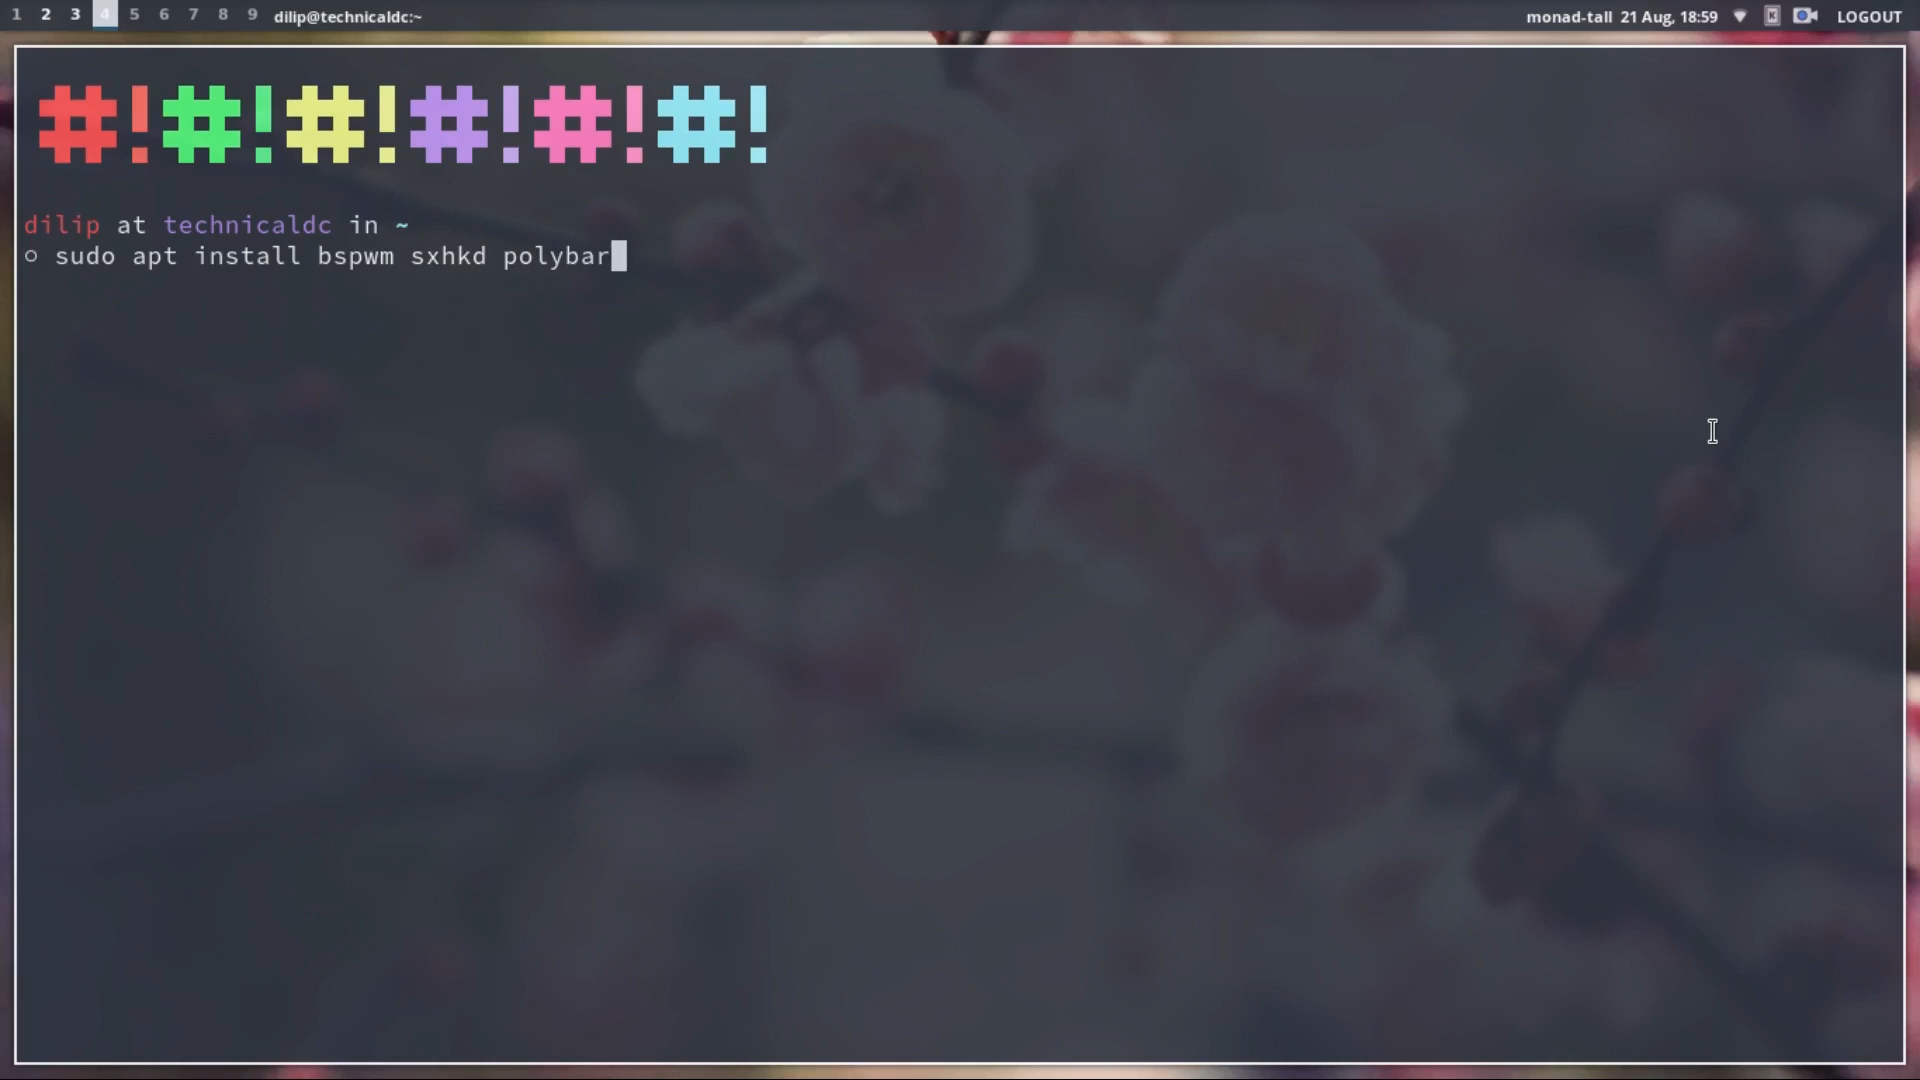 1 2 3 4 5 6 7 8 9 dilip@technicaldc:~ monad-tall 21 Aug, 18:59 K LOGOUT
#!#!#!#!#!#!
dilip at technicaldc in ~
○ sudo apt install bspwm sxhkd polybar